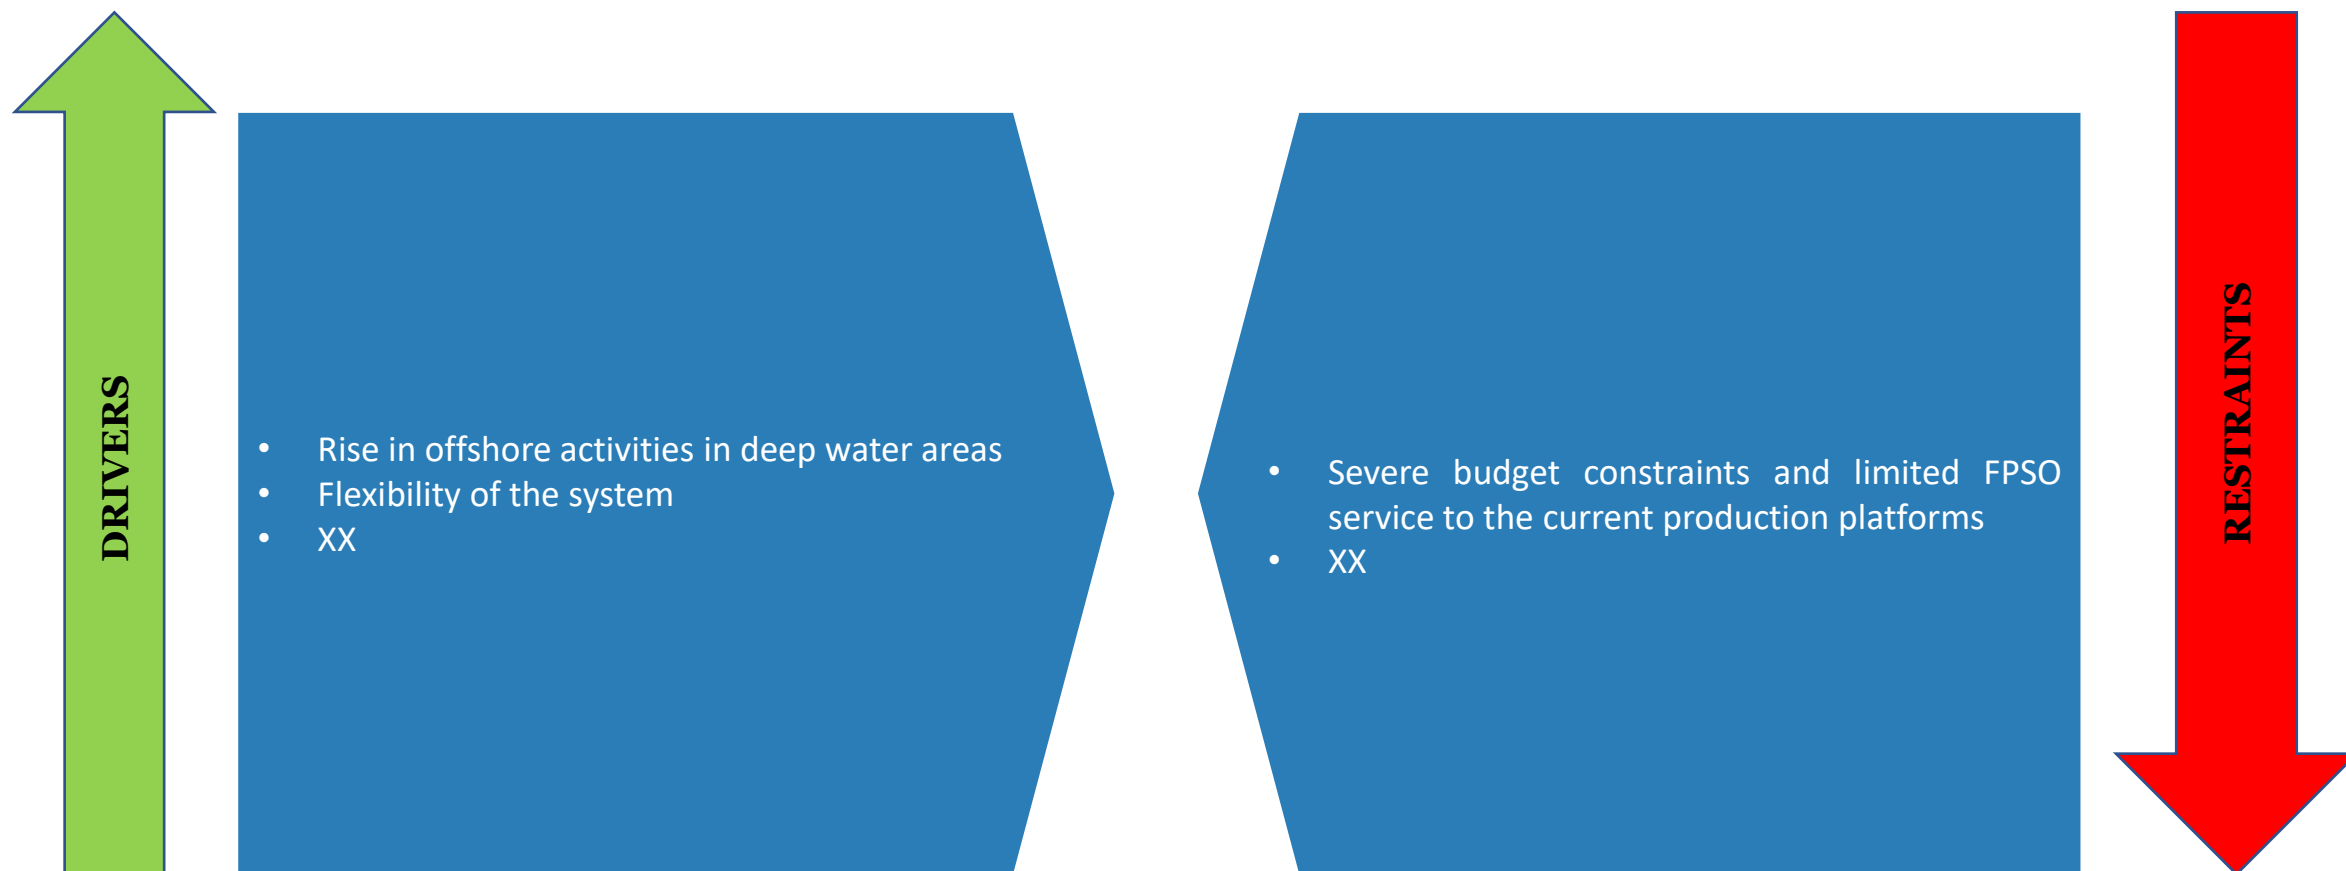 DRIVERS
• Rise in offshore activities in deep water areas
• Flexibility of the system
• XX
• Severe budget constraints and limited FPSO
service to the current production platforms
• XX
RESTRAINTS